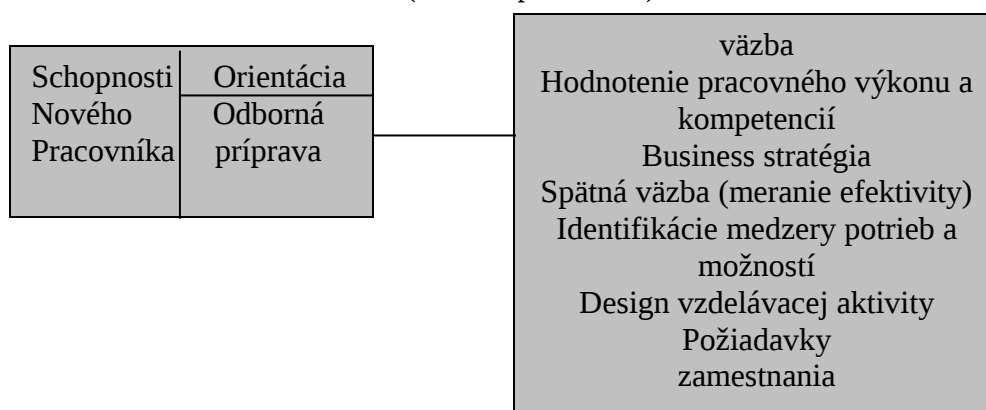 Schopnosti
Nového
Pracovníka
Orientácia
Odborná
príprava
väzba
Hodnotenie pracovného výkonu a
kompetencií
Business stratégia
Spätná väzba (meranie efektivity)
Identifikácie medzery potrieb a
možností
Design vzdelávacej aktivity
Požiadavky
zamestnania